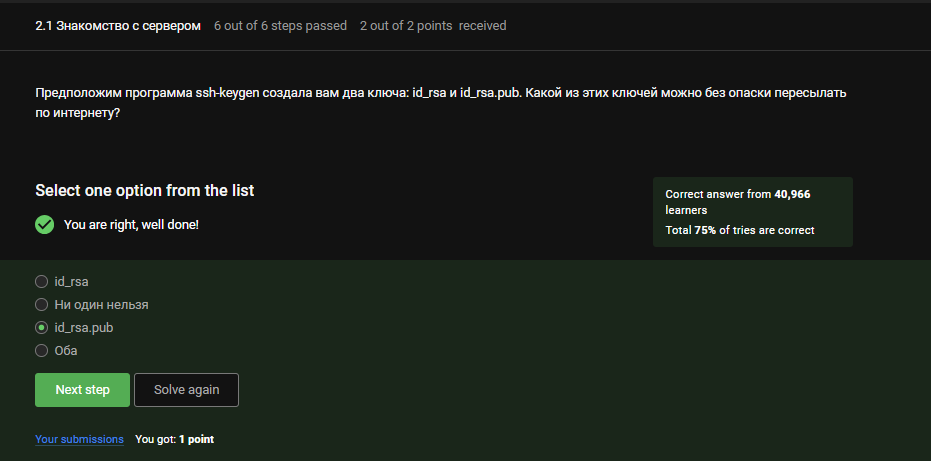 2.1 Знакомство с сервером 6 out of 6 steps passed 2 out of 2 points received
Предположим программа ssh-keygen создала вам два ключа: id_rsa и id_rsa.pub. Какой из этих ключей можно без опаски пересылать
по интернету?
Select one option from the list
You are right, well done!
Correct answer from 40,966
learners
Total 75% of tries are correct
id_rsa
Ни один нельзя
id_rsa.pub
Оба
Next step Solve again
Your submissions You got: 1 point